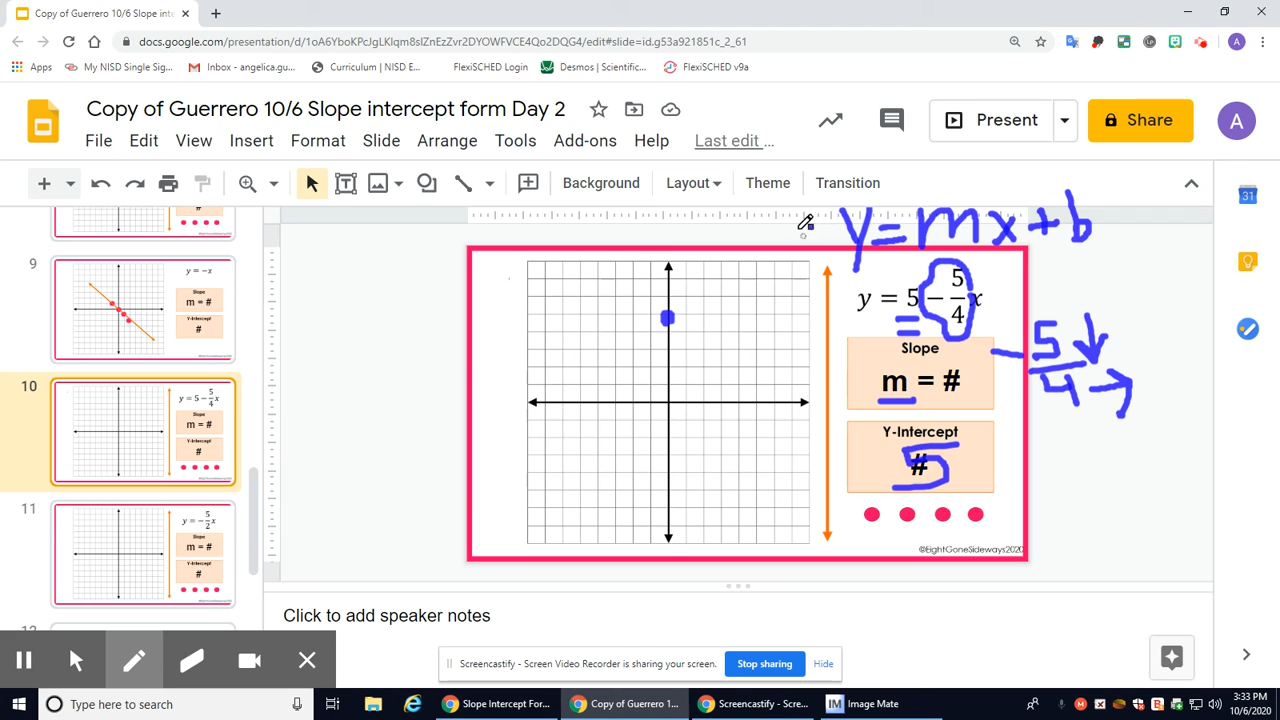 Copy of Guerrero 10/6 Slope intercept
docs.google.com/presentation/d/1oA6YboKPcJgLKlqm8slZnEzZvr2DYOWFVCE4Qo2DQG4/edit#slide=id.g53a921851c_2_61
Apps My NISD Single Sig... Inbox - angelica.gu... Curriculum | NISD E... FlexiSCHED Login Desmos | Scientific... FlexiSCHED v9a
Copy of Guerrero 10/6 Slope intercept form Day 2
Present
Share
A
File Edit View Insert Format Slide Arrange Tools Add-ons Help Last edit ...
Background Layout Theme Transition
y=mx+b
9
y = -x
Slope
m = #
Y-Intercept
#
10
y = 5 - 5/4 x
Slope
m = #
Y-Intercept
#
11
y = - 5/2 x
Slope
m = #
Y-Intercept
#
y = 5 - 5/4 x
Slope
m = #
- 5↓/4→
Y-Intercept
#
5
©EightGoneSideways2020
31
Click to add speaker notes
Screencastify - Screen Video Recorder is sharing your screen. Stop sharing Hide
Type here to search
Slope Intercept For...
Copy of Guerrero 1...
Screencastify - Scre...
IM Image Mate
3:33 PM
10/6/2020